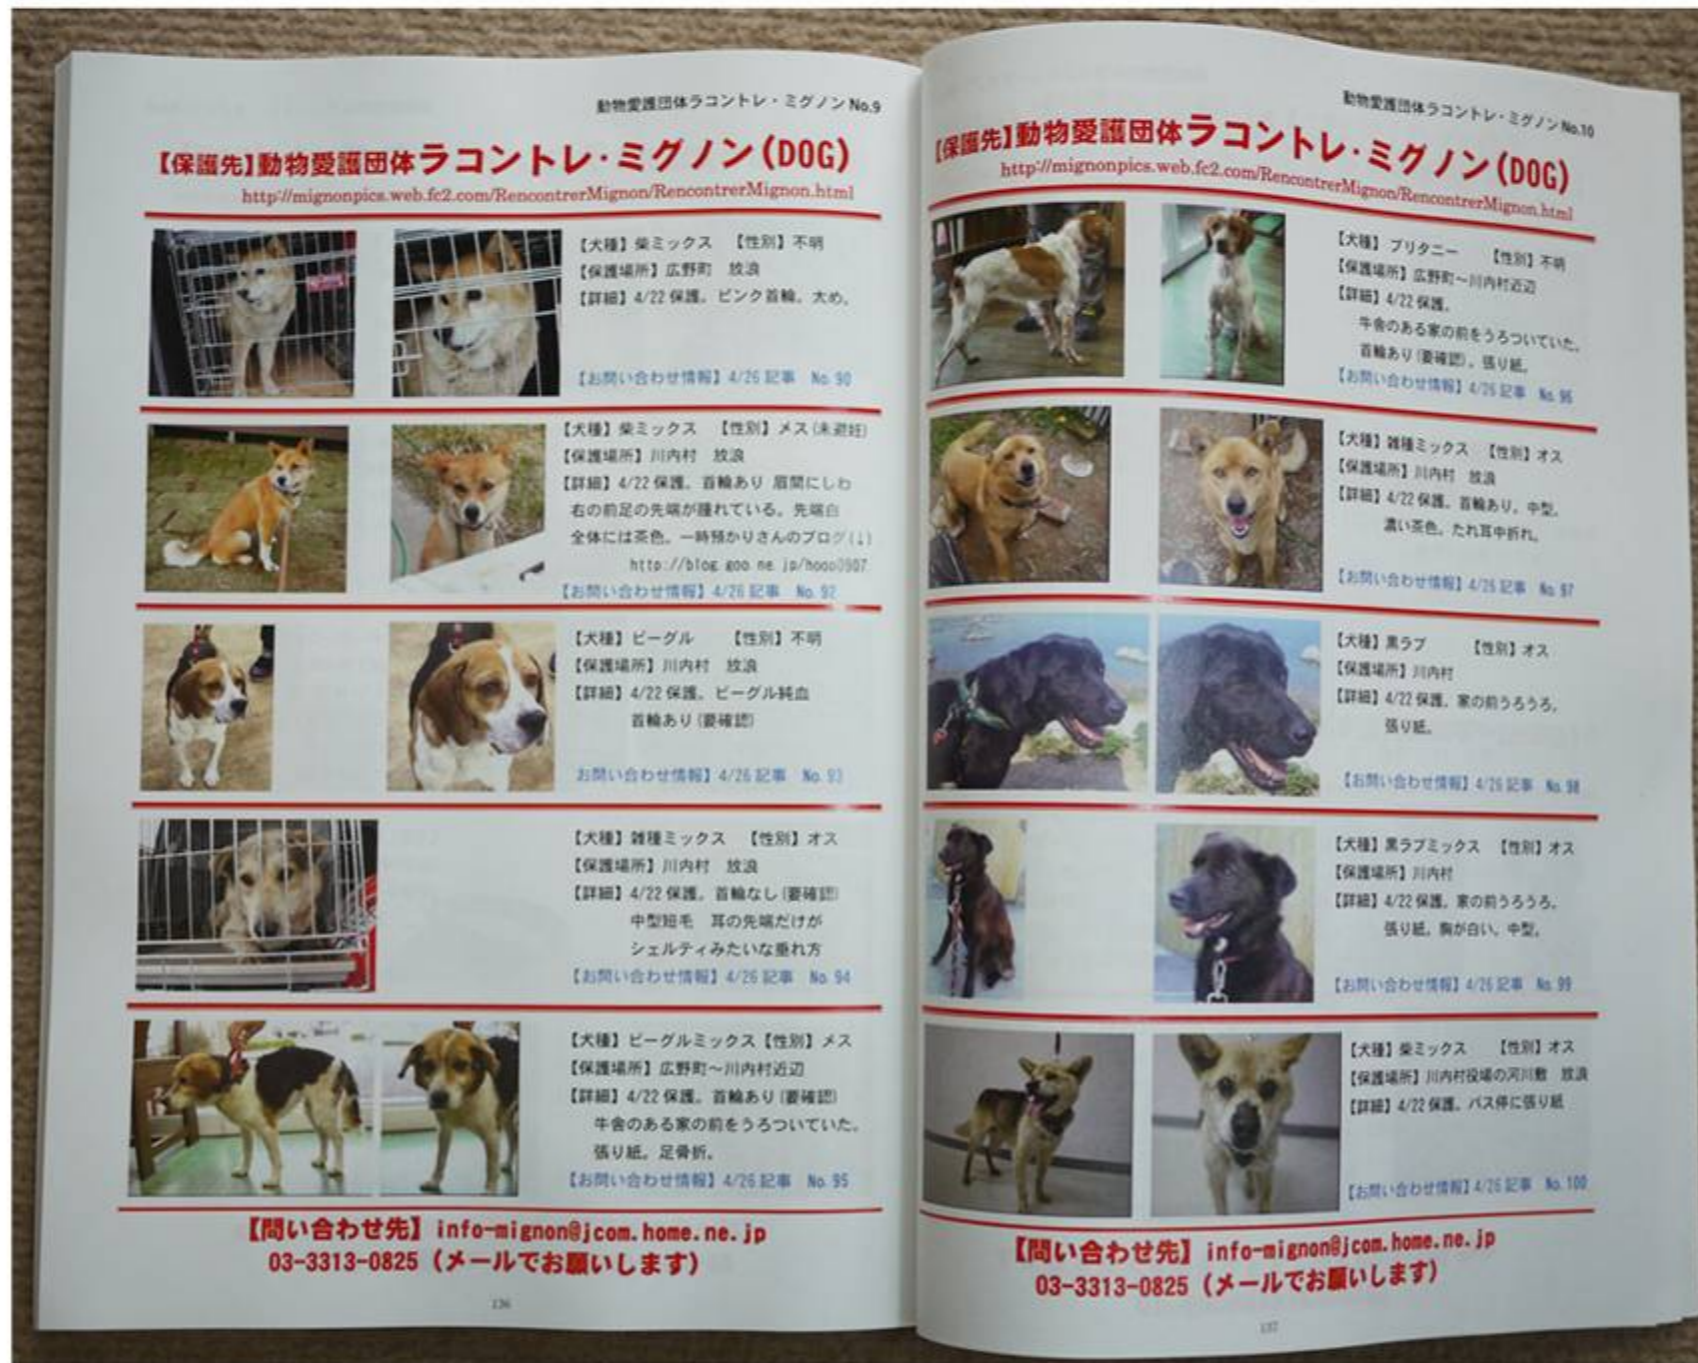 動物愛護団体ラコントレ・ミグノン No.9
【保護先】動物愛護団体ラコントレ・ミグノン(DOG)
http://mignonpics.web.fc2.com/RencontrerMignon/RencontrerMignon.html
【犬種】柴ミックス 【性別】不明
【保護場所】広野町 放浪
【詳細】4/22 保護。ピンク首輪。太め。
【お問い合わせ情報】4/26 記事 No. 90
【犬種】柴ミックス 【性別】メス(未避妊)
【保護場所】川内村 放浪
【詳細】4/22 保護。首輪あり 眉間にしわ
右の前足の先端が腫れている。先端白
全体には茶色。一時預かりさんのブログ(↓)
http://blog.goo.ne.jp/hooo0907
【お問い合わせ情報】4/26 記事 No. 92
【犬種】ビーグル 【性別】不明
【保護場所】川内村 放浪
【詳細】4/22 保護。ビーグル純血
首輪あり(要確認)
お問い合わせ情報】4/26 記事 No. 93
【犬種】雑種ミックス 【性別】オス
【保護場所】川内村 放浪
【詳細】4/22 保護。首輪なし(要確認)
中型短毛 耳の先端だけが
シェルティみたいな垂れ方
【お問い合わせ情報】4/26 記事 No. 94
【犬種】ビーグルミックス【性別】メス
【保護場所】広野町～川内村近辺
【詳細】4/22 保護。首輪あり(要確認)
牛舎のある家の前をうろついていた。
張り紙。足骨折。
【お問い合わせ情報】4/26 記事 No. 95
【問い合わせ先】info-mignon@jcom.home.ne.jp
03-3313-0825(メールでお願いします)
136
動物愛護団体ラコントレ・ミグノン No.10
【保護先】動物愛護団体ラコントレ・ミグノン(DOG)
http://mignonpics.web.fc2.com/RencontrerMignon/RencontrerMignon.html
【犬種】ブリタニー 【性別】不明
【保護場所】広野町～川内村近辺
【詳細】4/22 保護。
牛舎のある家の前をうろついていた。
首輪あり(要確認)。張り紙。
【お問い合わせ情報】4/26 記事 No. 96
【犬種】雑種ミックス 【性別】オス
【保護場所】川内村 放浪
【詳細】4/22 保護。首輪あり。中型。
濃い茶色。たれ耳中折れ。
【お問い合わせ情報】4/26 記事 No. 97
【犬種】黒ラブ 【性別】オス
【保護場所】川内村
【詳細】4/22 保護。家の前うろうろ。
張り紙。
【お問い合わせ情報】4/26 記事 No. 98
【犬種】黒ラブミックス 【性別】オス
【保護場所】川内村
【詳細】4/22 保護。家の前うろうろ。
張り紙。胸が白い。中型。
【お問い合わせ情報】4/26 記事 No. 99
【犬種】柴ミックス 【性別】オス
【保護場所】川内村役場の河川敷 放浪
【詳細】4/22 保護。バス停に張り紙
【お問い合わせ情報】4/26 記事 No. 100
【問い合わせ先】info-mignon@jcom.home.ne.jp
03-3313-0825(メールでお願いします)
137